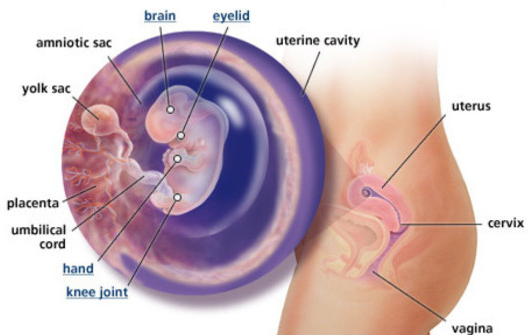 brain
eyelid
amniotic sac
uterine cavity
yolk sac
uterus
placenta
umbilical
cord
cervix
hand
knee joint
vagina